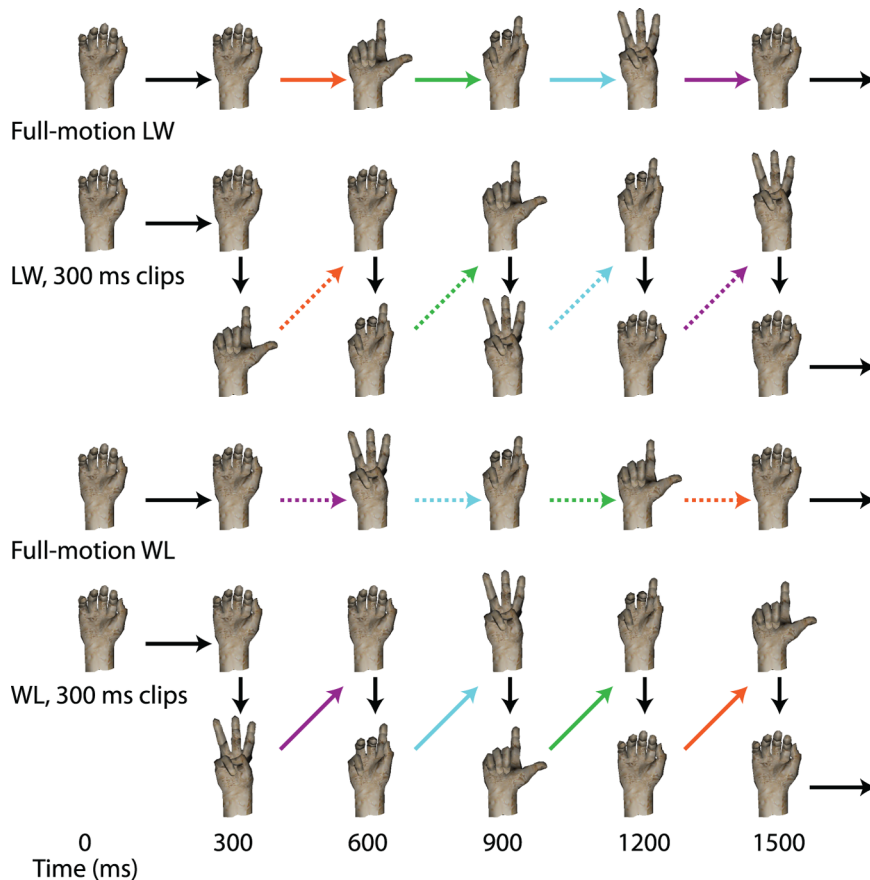 Full-motion LW
LW, 300 ms clips
Full-motion WL
WL, 300 ms clips
0 300 600 900 1200 1500
Time (ms)